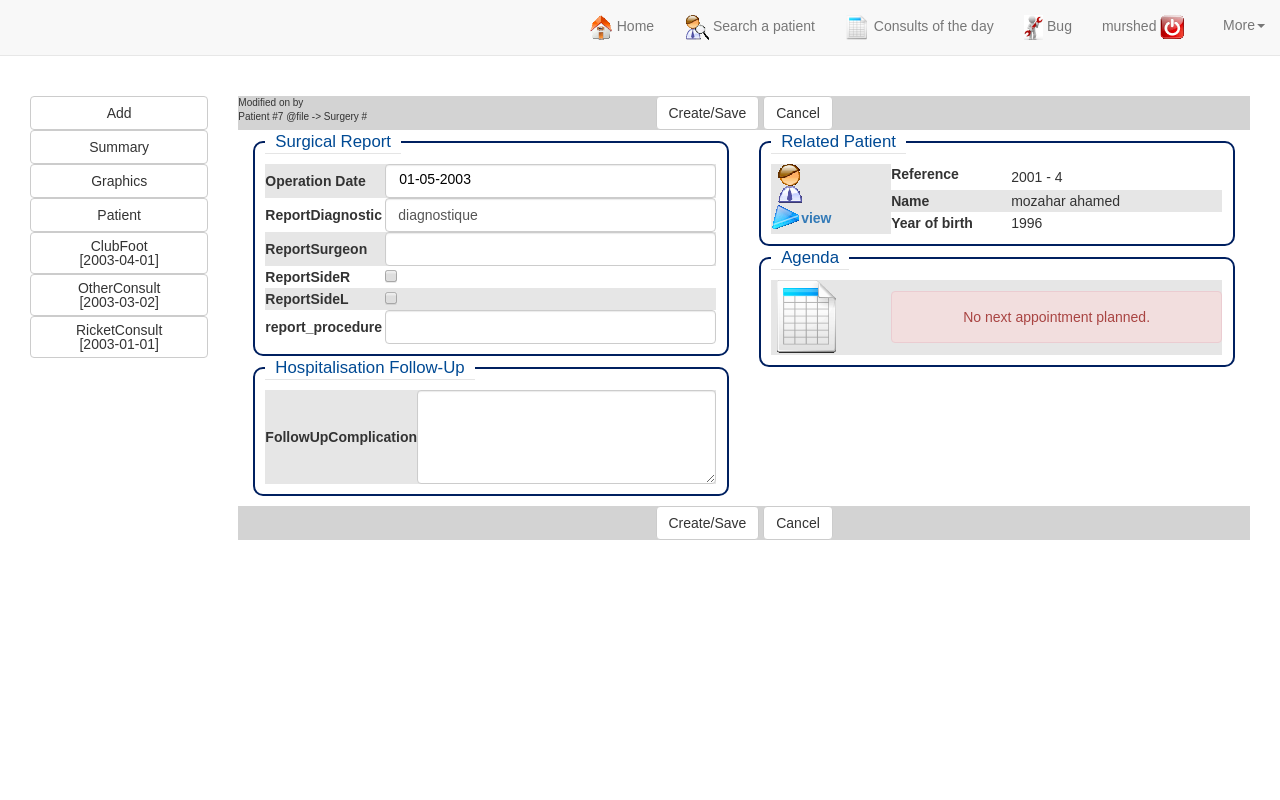 Home
Search a patient
Consults of the day
Bug
murshed
More
Add
Summary
Graphics
Patient
ClubFoot
[2003-04-01]
OtherConsult
[2003-03-02]
RicketConsult
[2003-01-01]
Modified on by
Patient #7 @file -> Surgery #
Create/Save
Cancel
Surgical Report
Operation Date 01-05-2003
ReportDiagnostic diagnostique
ReportSurgeon
ReportSideR
ReportSideL
report_procedure
Hospitalisation Follow-Up
FollowUpComplication
Related Patient
view
Reference 2001 - 4
Name mozahar ahamed
Year of birth 1996
Agenda
No next appointment planned.
Create/Save
Cancel